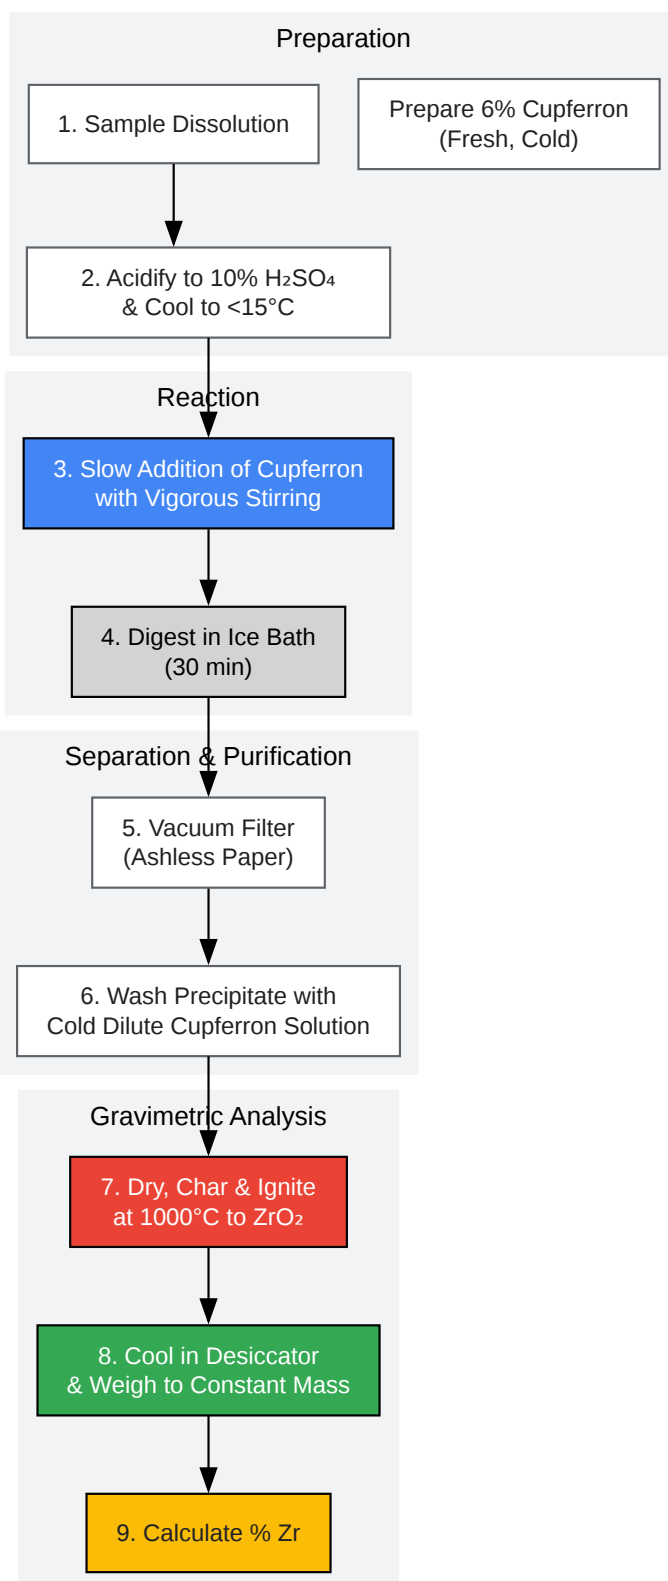 Preparation
1. Sample Dissolution
Prepare 6% Cupferron
(Fresh, Cold)
2. Acidify to 10% H₂SO₄
& Cool to <15°C
Reaction
3. Slow Addition of Cupferron
with Vigorous Stirring
4. Digest in Ice Bath
(30 min)
Separation & Purification
5. Vacuum Filter
(Ashless Paper)
6. Wash Precipitate with
Cold Dilute Cupferron Solution
Gravimetric Analysis
7. Dry, Char & Ignite
at 1000°C to ZrO₂
8. Cool in Desiccator
& Weigh to Constant Mass
9. Calculate % Zr